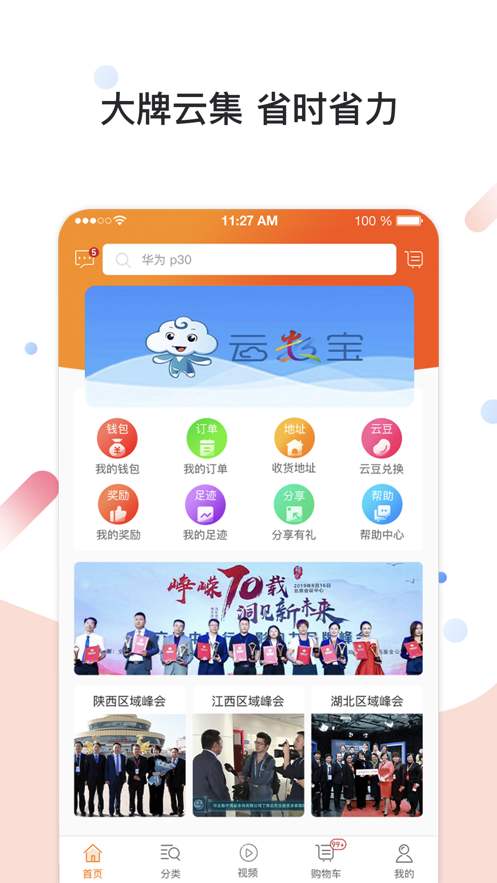 大牌云集 省时省力
11:27 AM
100 %
5
华为 p30
云彩宝
钱包
订单
地址
云豆
我的钱包
我的订单
收货地址
云豆兑换
奖励
足迹
分享
帮助
我的奖励
我的足迹
分享有礼
帮助中心
峥嵘70载
洞见新未来
2019年6月16日
陕西区域峰会
江西区域峰会
湖北区域峰会
99+
首页
分类
视频
购物车
我的